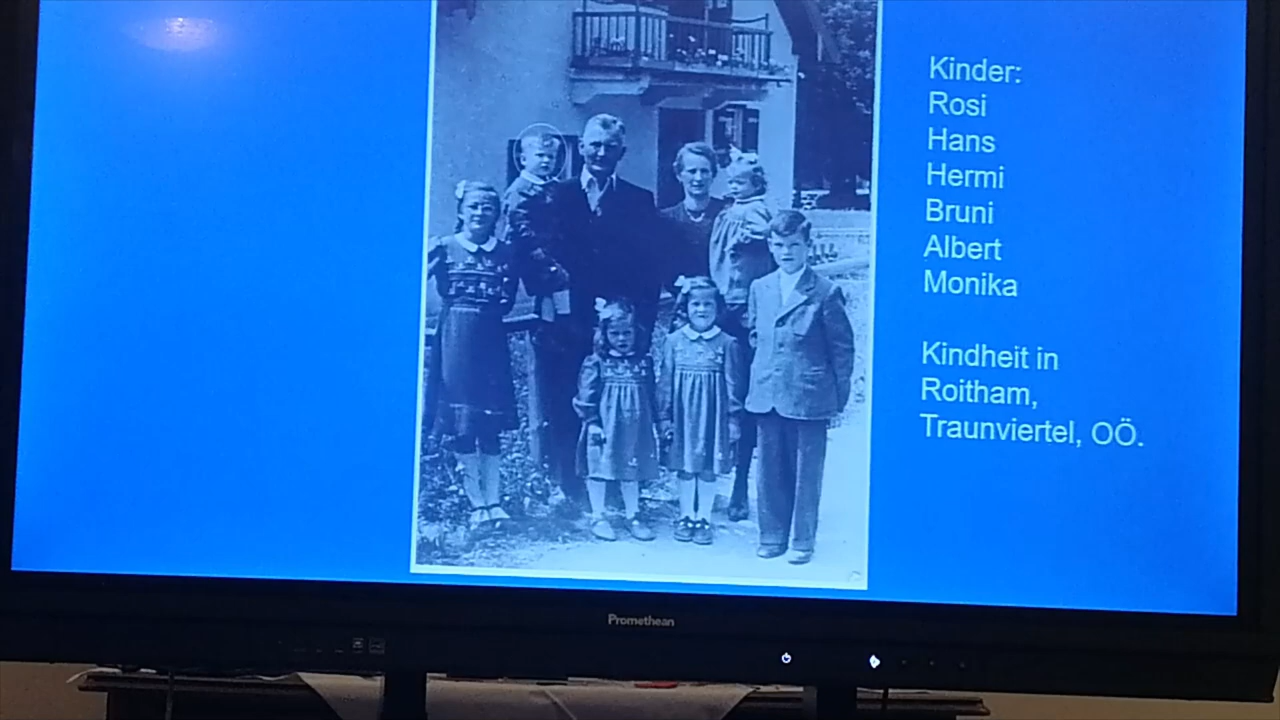 Kinder:
Rosi
Hans
Hermi
Bruni
Albert
Monika
Kindheit in
Roitham,
Traunviertel, OÖ.
Promethean